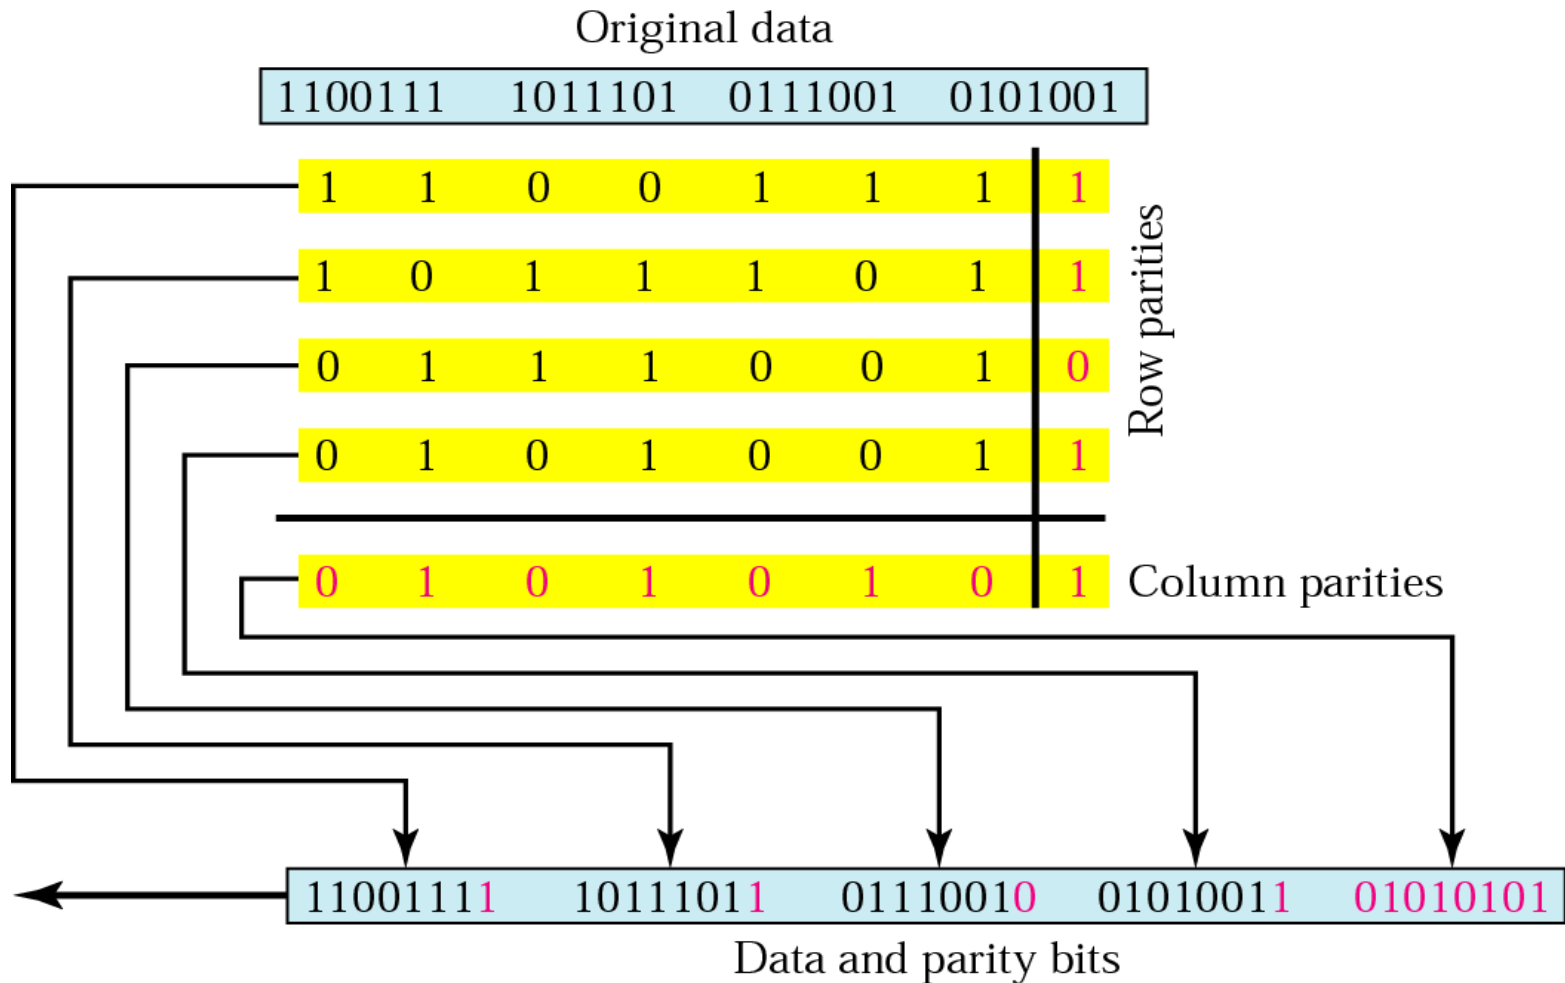 Original data
1100111 1011101 0111001 0101001
1 1 0 0 1 1 1 1
1 0 1 1 1 0 1 1
0 1 1 1 0 0 1 0
0 1 0 1 0 0 1 1
Row parities
0 1 0 1 0 1 0 1 Column parities
11001111 10111011 01110010 01010011 01010101
Data and parity bits